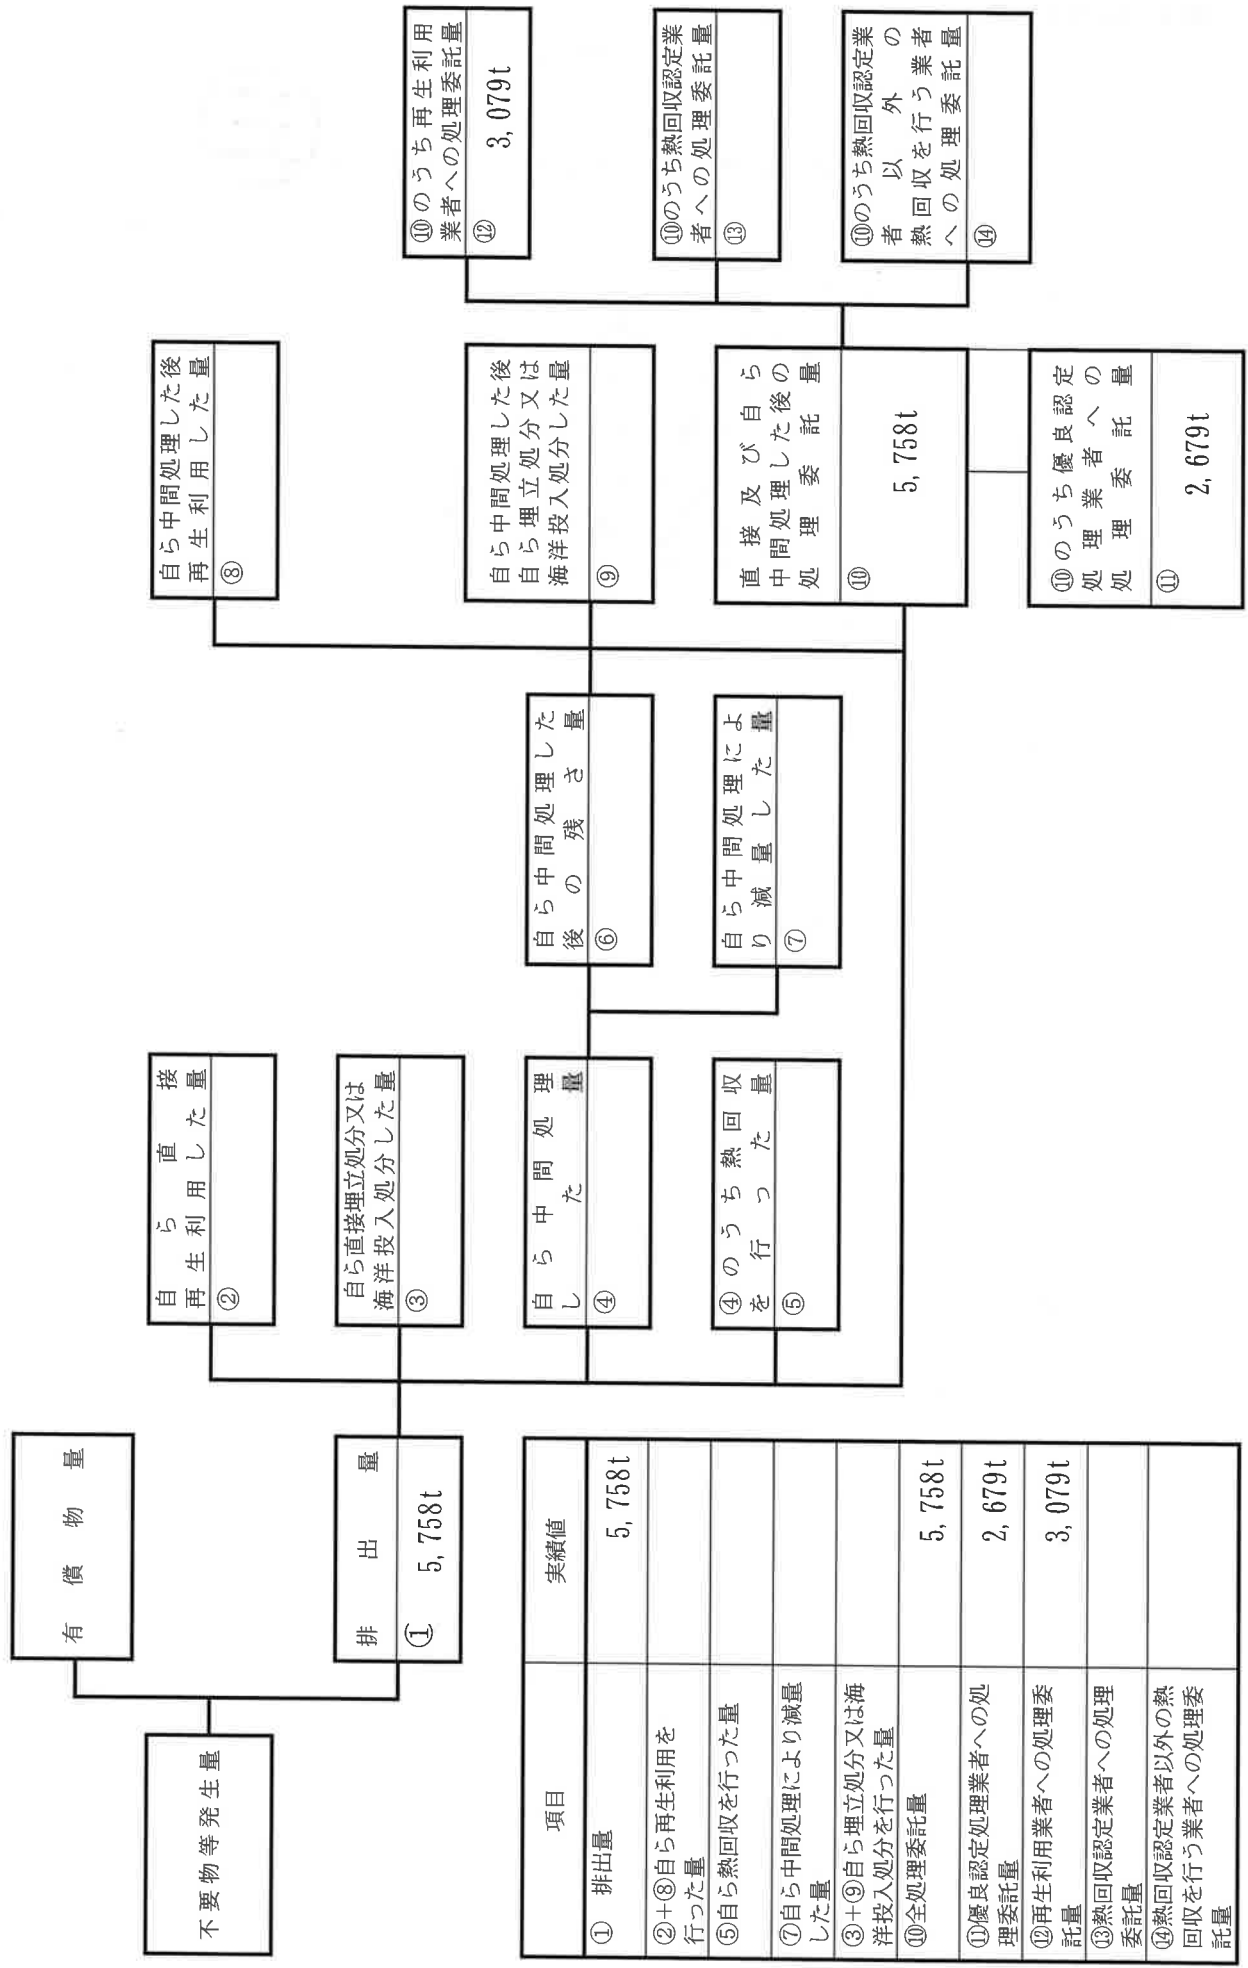 有償物量
不要物等発生量
排出量
① 5,758t
自ら直接
再生利用した量
②
自ら直接埋立処分又は
海洋投入処分した量
③
自ら中間処理
した量
④
④のうち熱回収
を行った量
⑤
自ら中間処理した
後の残さ量
⑥
自ら中間処理によ
り減量した量
⑦
自ら中間処理した後
再生利用した量
⑧
自ら中間処理した後
自ら埋立処分又は
海洋投入処分した量
⑨
直接及び自ら
中間処理した後の
処理委託量
⑩
5,758t
⑩のうち優良認定
処理業者への
処理委託量
⑪
2,679t
⑩のうち再生利用
業者への処理委託量
⑫ 3,079t
⑩のうち熱回収認定業
者への処理委託量
⑬
⑩のうち熱回収認定業
者以外の
熱回収を行う業者
への処理委託量
⑭
項目 実績値
① 排出量 5,758t
②+⑧自ら再生利用を
行った量
⑤自ら熱回収を行った量
⑦自ら中間処理により減量
した量
③+⑨自ら埋立処分又は海
洋投入処分を行った量
⑩全処理委託量 5,758t
⑪優良認定処理業者への処
理委託量 2,679t
⑫再生利用業者への処理委
託量 3,079t
⑬熱回収認定業者への処理
委託量
⑭熱回収認定業者以外の熱
回収を行う業者への処理委
託量